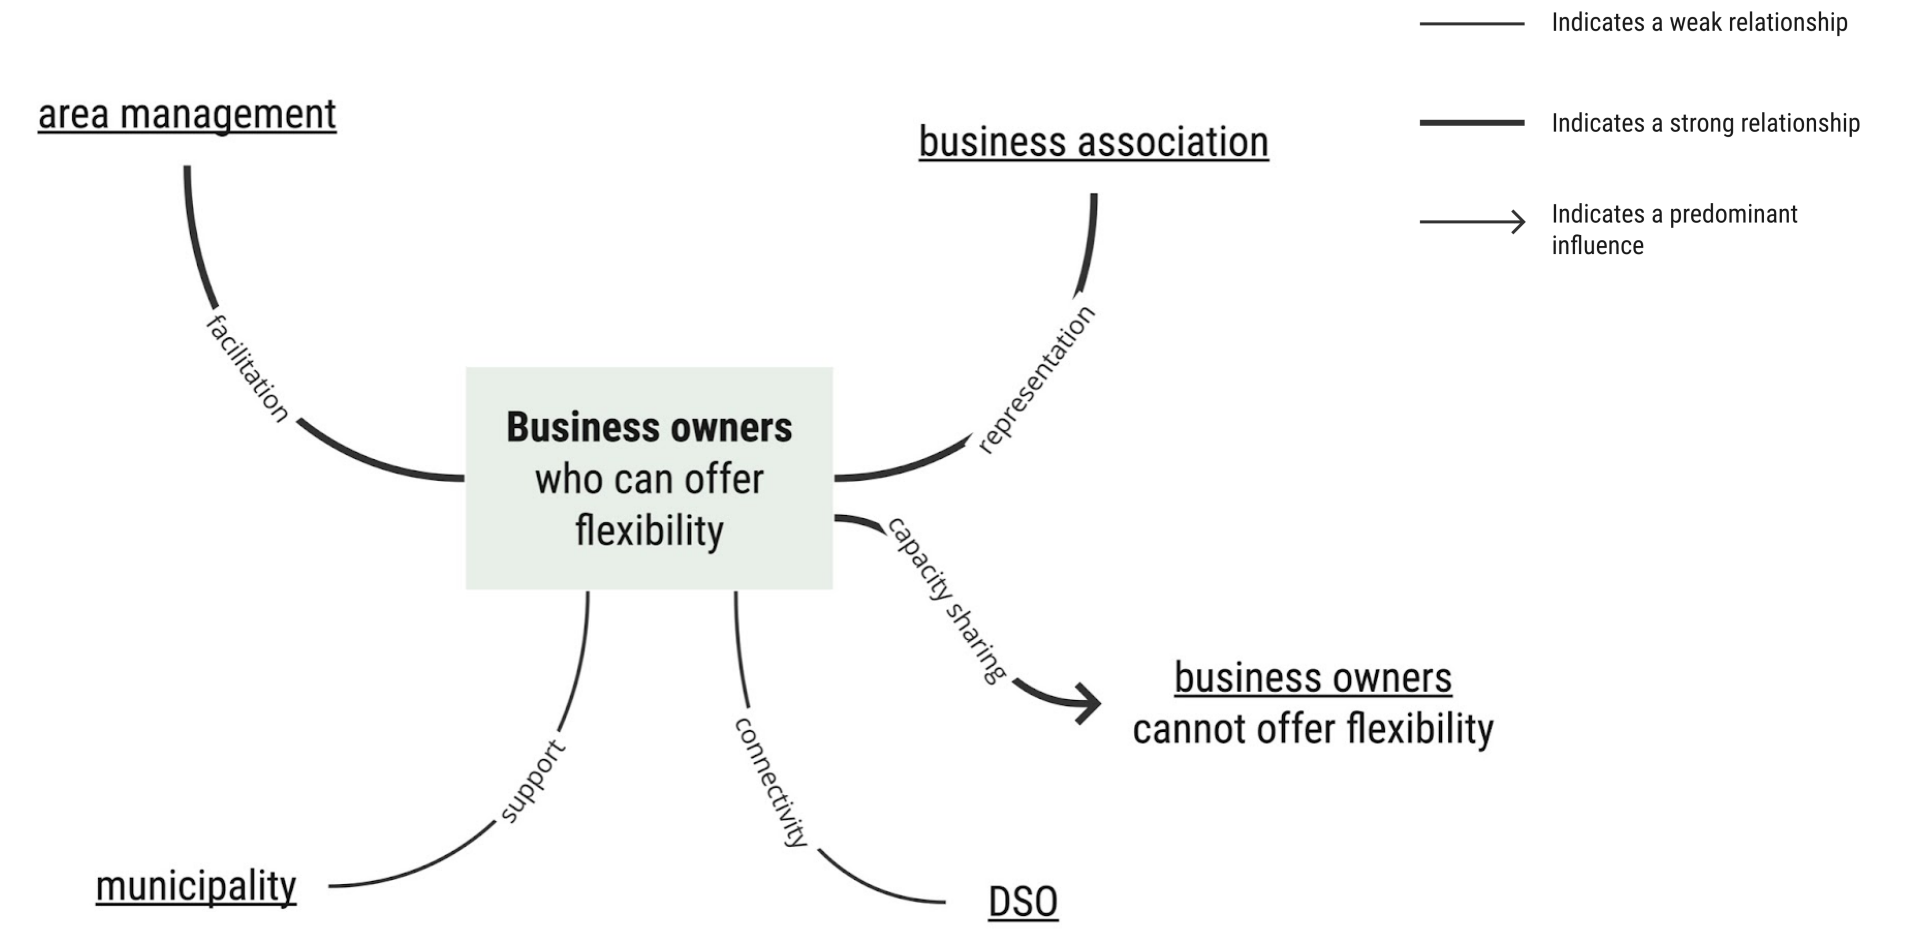 Indicates a weak relationship
area management
business association
Indicates a strong relationship
Indicates a predominant
influence
facilitation
representation
Business owners
who can offer
flexibility
capacity sharing
business owners
cannot offer flexibility
support
connectivity
municipality
DSO